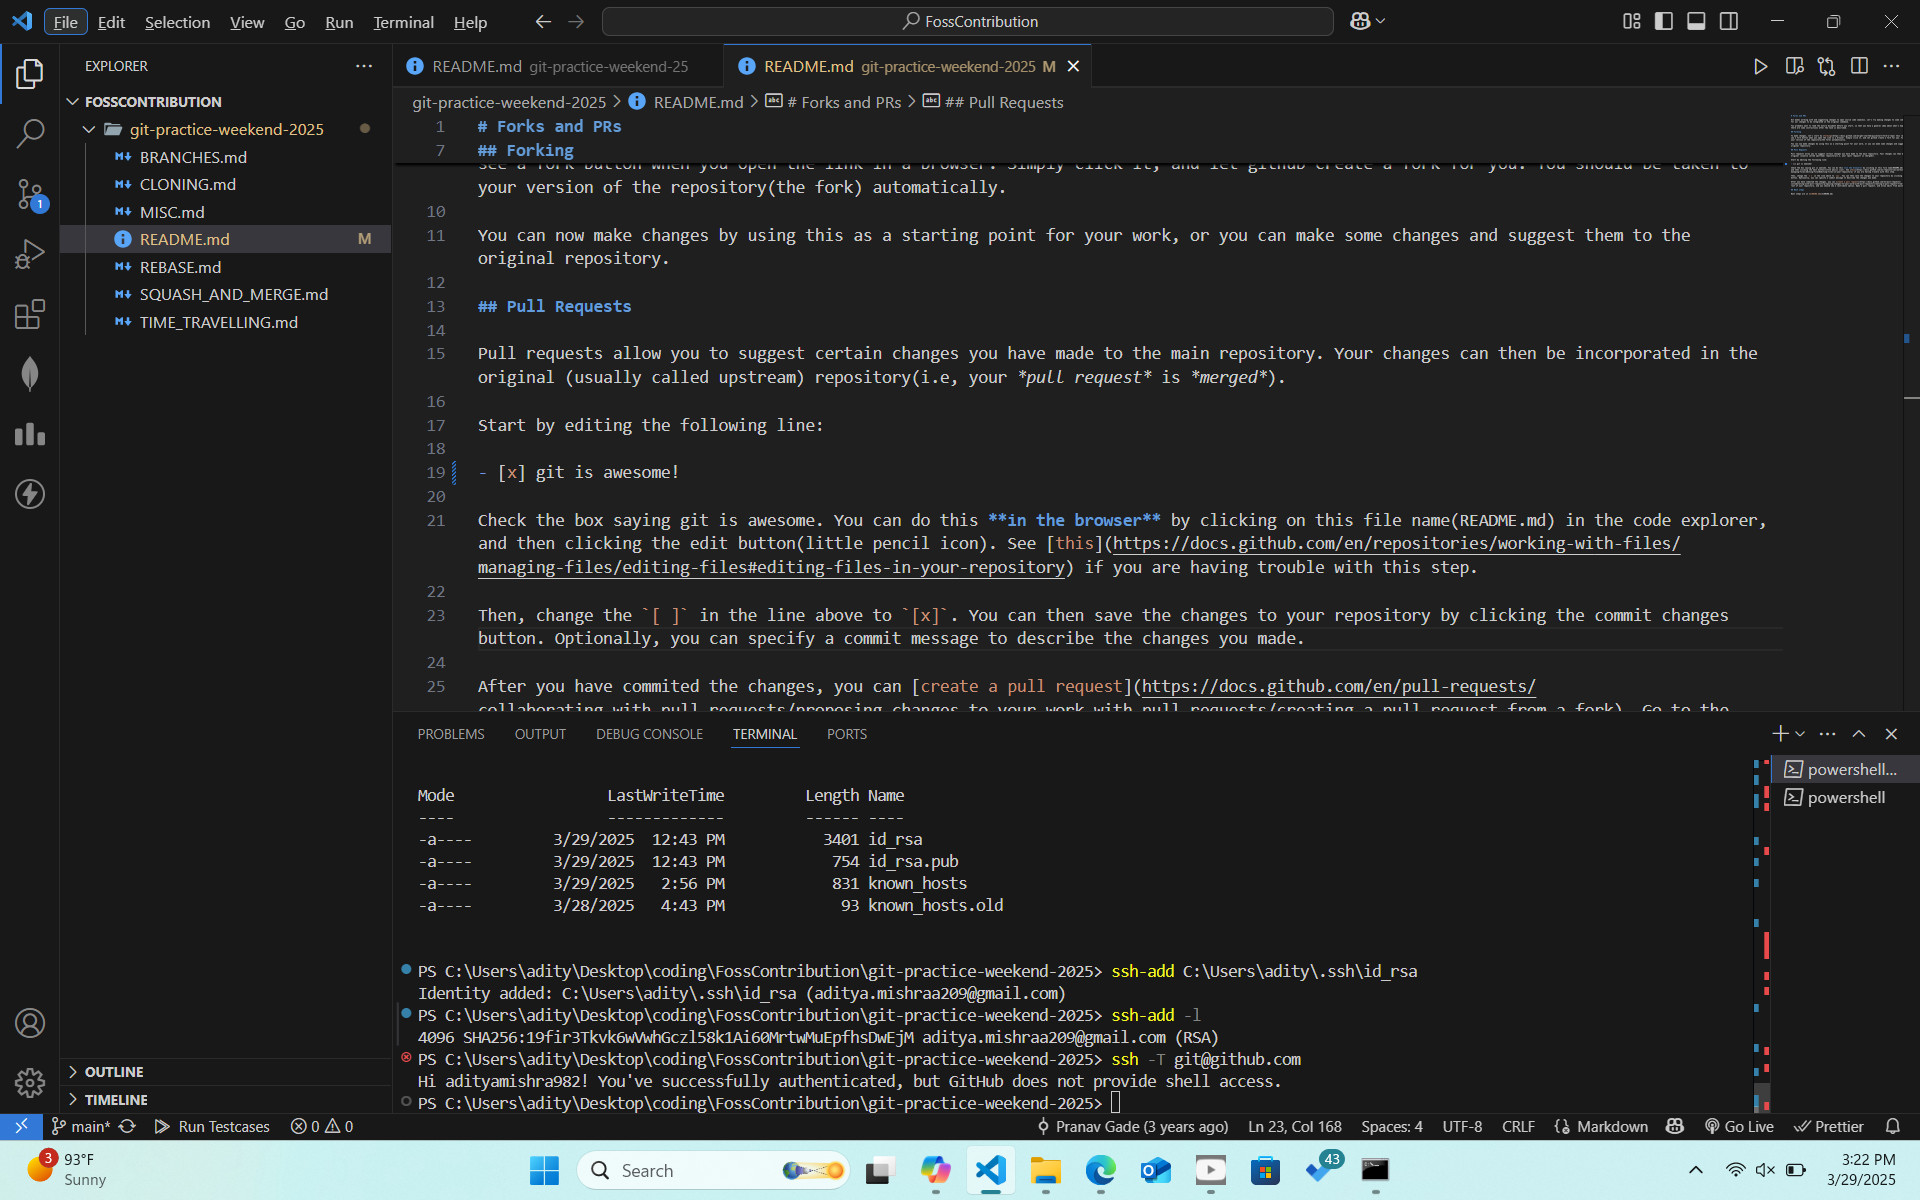 File Edit Selection View Go Run Terminal Help
FossContribution
EXPLORER
FOSSCONTRIBUTION
git-practice-weekend-2025
BRANCHES.md
CLONING.md
MISC.md
README.md M
REBASE.md
SQUASH_AND_MERGE.md
TIME_TRAVELLING.md
OUTLINE
TIMELINE
1
README.md git-practice-weekend-25
README.md git-practice-weekend-2025 M
git-practice-weekend-2025 > README.md > # Forks and PRs > ## Pull Requests
1 # Forks and PRs
7 ## Forking
see a fork button when you open the link in a browser. Simply click it, and let github create a fork for you. You should be taken to
your version of the repository(the fork) automatically.
10
11 You can now make changes by using this as a starting point for your work, or you can make some changes and suggest them to the
original repository.
12
13 ## Pull Requests
14
15 Pull requests allow you to suggest certain changes you have made to the main repository. Your changes can then be incorporated in the
original (usually called upstream) repository(i.e, your *pull request* is *merged*).
16
17 Start by editing the following line:
18
19 - [x] git is awesome!
20
21 Check the box saying git is awesome. You can do this **in the browser** by clicking on this file name(README.md) in the code explorer,
and then clicking the edit button(little pencil icon). See [this](https://docs.github.com/en/repositories/working-with-files/
managing-files/editing-files#editing-files-in-your-repository) if you are having trouble with this step.
22
23 Then, change the `[ ]` in the line above to `[x]`. You can then save the changes to your repository by clicking the commit changes
button. Optionally, you can specify a commit message to describe the changes you made.
24
25 After you have commited the changes, you can [create a pull request](https://docs.github.com/en/pull-requests/
collaborating-with-pull-requests/proposing-changes-to-your-work-with-pull-requests/creating-a-pull-request-from-a-fork). Go to the
PROBLEMS OUTPUT DEBUG CONSOLE TERMINAL PORTS
powershell...
powershell
Mode LastWriteTime Length Name
---- ------------- ------ ----
-a---- 3/29/2025 12:43 PM 3401 id_rsa
-a---- 3/29/2025 12:43 PM 754 id_rsa.pub
-a---- 3/29/2025 2:56 PM 831 known_hosts
-a---- 3/28/2025 4:43 PM 93 known_hosts.old
PS C:\Users\adity\Desktop\coding\FossContribution\git-practice-weekend-2025> ssh-add C:\Users\adity\.ssh\id_rsa
Identity added: C:\Users\adity\.ssh\id_rsa (aditya.mishraa209@gmail.com)
PS C:\Users\adity\Desktop\coding\FossContribution\git-practice-weekend-2025> ssh-add -l
4096 SHA256:19fir3Tkvk6wVwhGczl58k1Ai60MrtwMuEpfhsDwEjM aditya.mishraa209@gmail.com (RSA)
PS C:\Users\adity\Desktop\coding\FossContribution\git-practice-weekend-2025> ssh -T git@github.com
Hi adityamishra982! You've successfully authenticated, but GitHub does not provide shell access.
PS C:\Users\adity\Desktop\coding\FossContribution\git-practice-weekend-2025>
main* Run Testcases 0 0 Pranav Gade (3 years ago) Ln 23, Col 168 Spaces: 4 UTF-8 CRLF {} Markdown Go Live Prettier
3 93°F
Sunny
Search
43
3:22 PM
3/29/2025